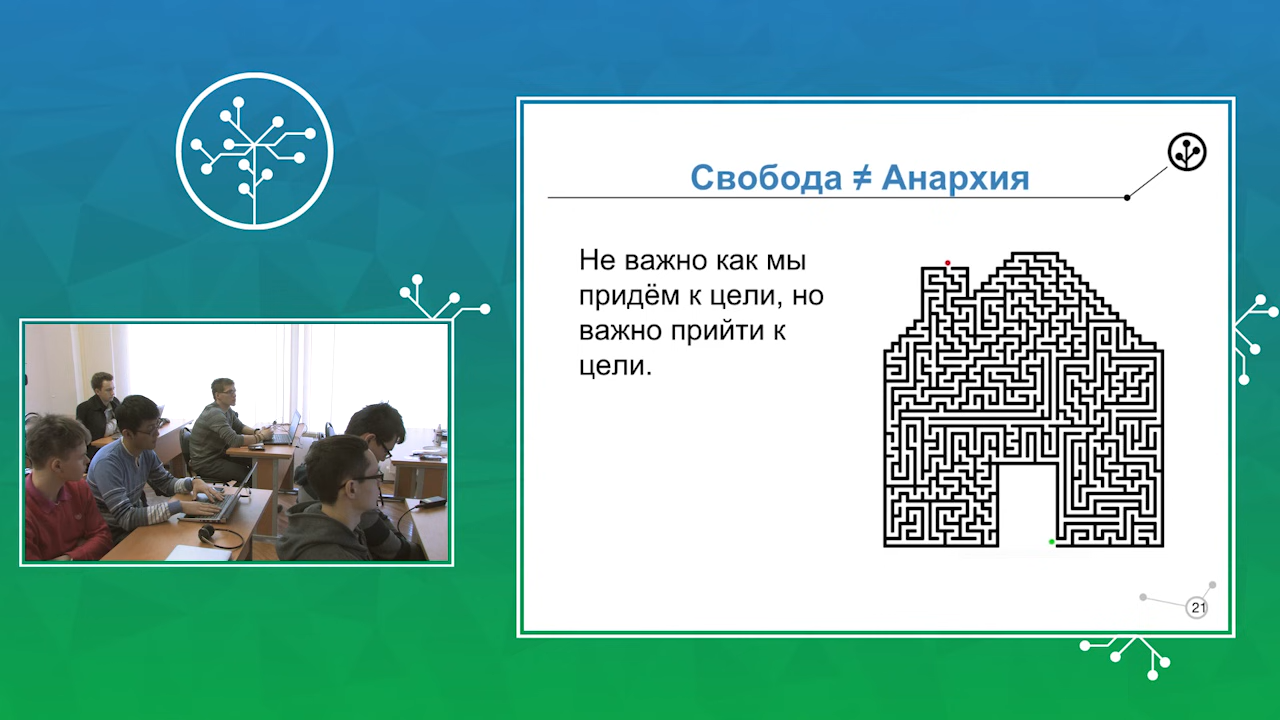 Свобода ≠ Анархия
Не важно как мы
придём к цели, но
важно прийти к
цели.
21